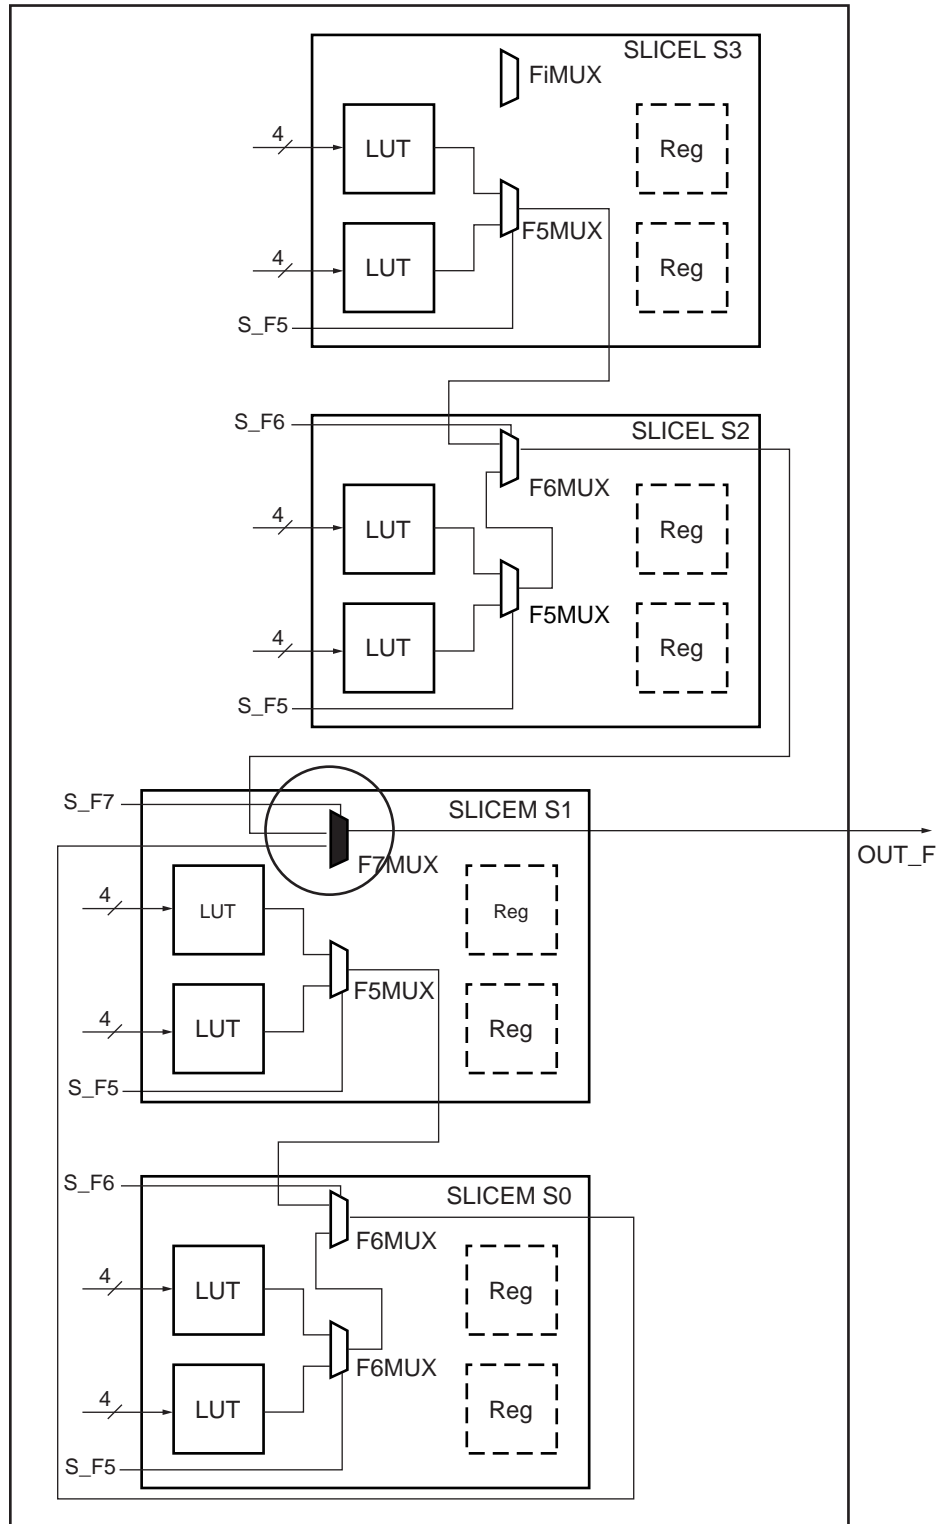 SLICEL S3
FiMUX
4
LUT
Reg
F5MUX
4
LUT
Reg
S_F5
S_F6
SLICEL S2
F6MUX
4
LUT
Reg
F5MUX
4
LUT
Reg
S_F5
S_F7
SLICEM S1
OUT_F
F7MUX
4
LUT
Reg
F5MUX
4
LUT
Reg
S_F5
S_F6
SLICEM S0
F6MUX
4
LUT
Reg
F6MUX
4
LUT
Reg
S_F5